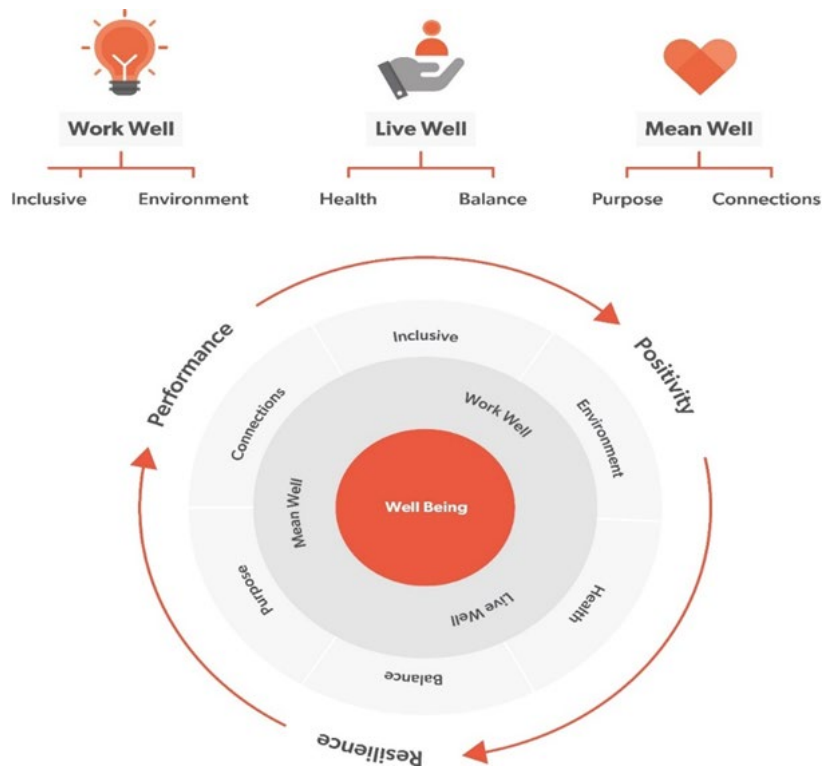 Work Well
Live Well
Mean Well
Inclusive
Environment
Health
Balance
Purpose
Connections
Performance
Positivity
Resilience
Inclusive
Environment
Health
Balance
Purpose
Connections
Work Well
Live Well
Mean Well
Well Being